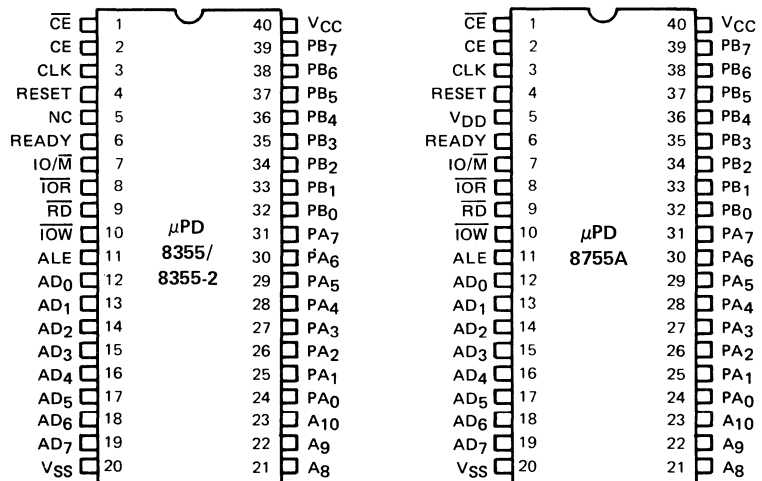 C̅E̅ 1 40 VCC
CE 2 39 PB7
CLK 3 38 PB6
RESET 4 37 PB5
NC 5 36 PB4
READY 6 35 PB3
IO/M̅ 7 34 PB2
I̅O̅R̅ 8 33 PB1
R̅D̅ 9 32 PB0
I̅O̅W̅ 10 31 PA7
ALE 11 30 PA6
AD0 12 29 PA5
AD1 13 28 PA4
AD2 14 27 PA3
AD3 15 26 PA2
AD4 16 25 PA1
AD5 17 24 PA0
AD6 18 23 A10
AD7 19 22 A9
VSS 20 21 A8
μPD
8355/
8355-2
C̅E̅ 1 40 VCC
CE 2 39 PB7
CLK 3 38 PB6
RESET 4 37 PB5
VDD 5 36 PB4
READY 6 35 PB3
IO/M̅ 7 34 PB2
I̅O̅R̅ 8 33 PB1
R̅D̅ 9 32 PB0
I̅O̅W̅ 10 31 PA7
ALE 11 30 PA6
AD0 12 29 PA5
AD1 13 28 PA4
AD2 14 27 PA3
AD3 15 26 PA2
AD4 16 25 PA1
AD5 17 24 PA0
AD6 18 23 A10
AD7 19 22 A9
VSS 20 21 A8
μPD
8755A